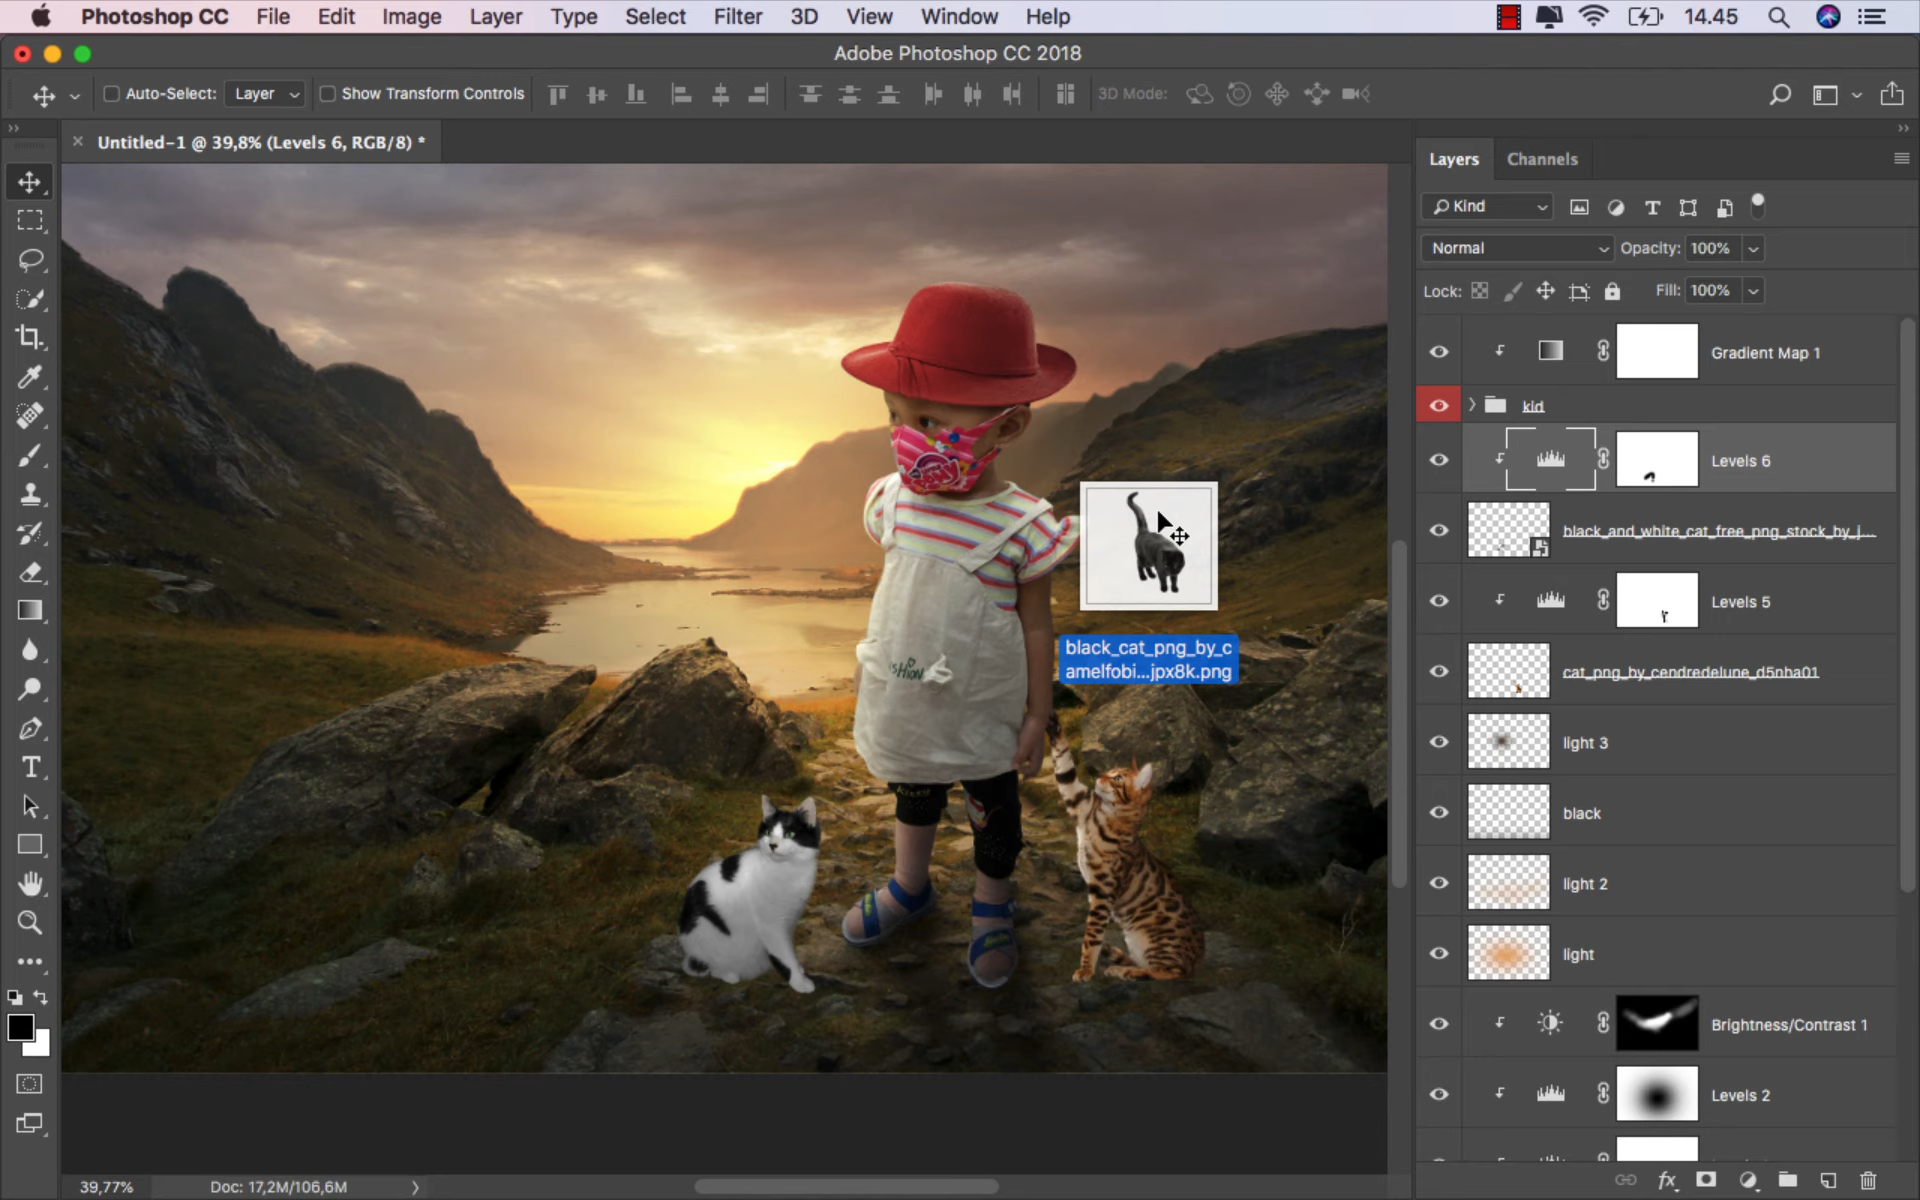 Photoshop CC File Edit Image Layer Type Select Filter 3D View Window Help 14.45
Adobe Photoshop CC 2018
Auto-Select: Layer Show Transform Controls 3D Mode:
Untitled-1 @ 39,8% (Levels 6, RGB/8) *
Layers Channels
Kind
Normal Opacity: 100%
Lock: Fill: 100%
Gradient Map 1
kid
Levels 6
black_and_white_cat_free_png_stock_by_j...
Levels 5
cat_png_by_cendredelune_d5nha01
light 3
black
light 2
light
Brightness/Contrast 1
Levels 2
black_cat_png_by_c
amelfobi...jpx8k.png
39,77% Doc: 17,2M/106,6M